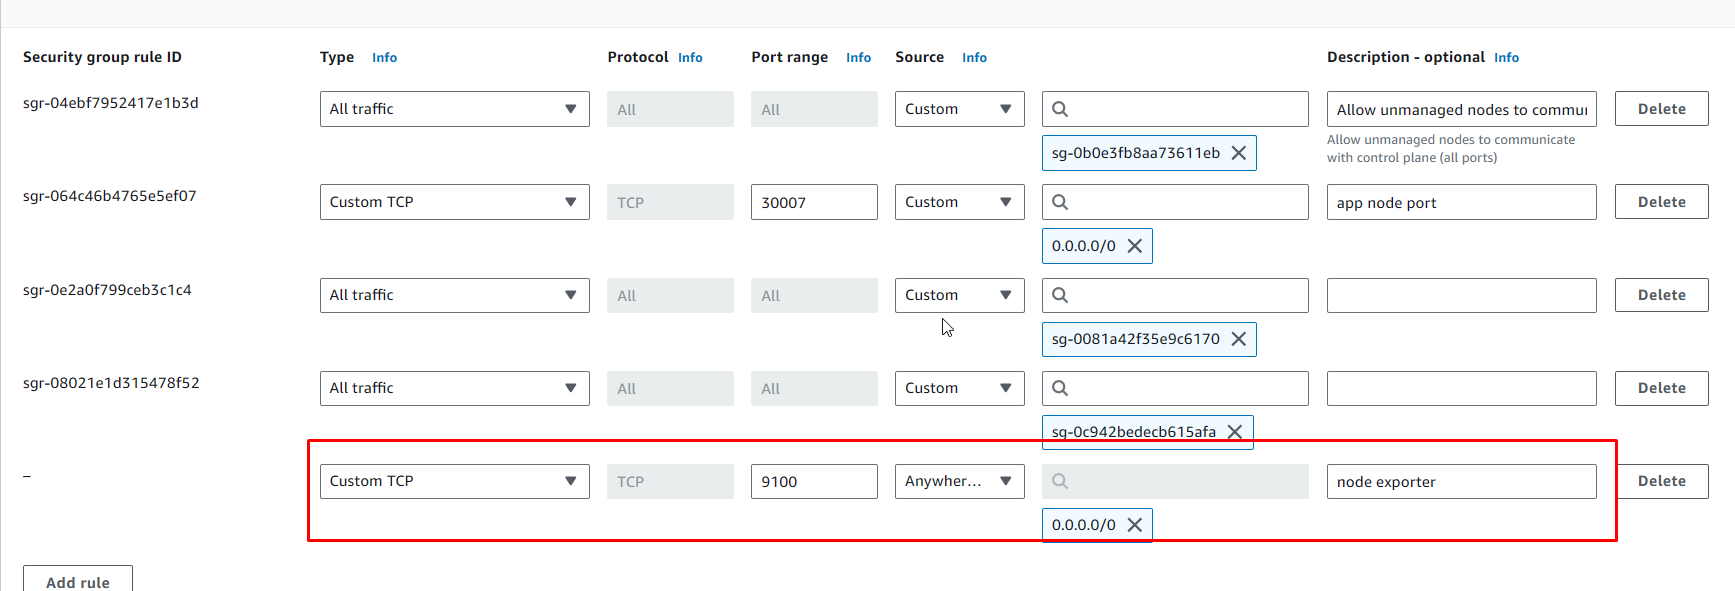 Security group rule ID Type Info Protocol Info Port range Info Source Info Description - optional Info
sgr-04ebf7952417e1b3d All traffic All All Custom Allow unmanaged nodes to commu Delete
sg-0b0e3fb8aa73611eb Allow unmanaged nodes to communicate
with control plane (all ports)
sgr-064c46b4765e5ef07 Custom TCP TCP 30007 Custom app node port Delete
0.0.0.0/0
sgr-0e2a0f799ceb3c1c4 All traffic All All Custom Delete
sg-0081a42f35e9c6170
sgr-08021e1d315478f52 All traffic All All Custom Delete
sg-0c942bedecb615afa
– Custom TCP TCP 9100 Anywher... node exporter Delete
0.0.0.0/0
Add rule